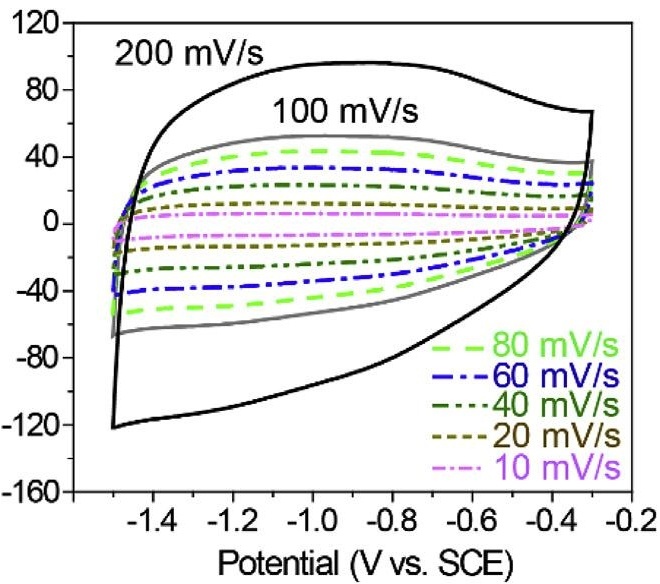 120
80
40
0
-40
-80
-120
-160
200 mV/s
100 mV/s
80 mV/s
60 mV/s
40 mV/s
20 mV/s
10 mV/s
-1.4 -1.2 -1.0 -0.8 -0.6 -0.4 -0.2
Potential (V vs. SCE)